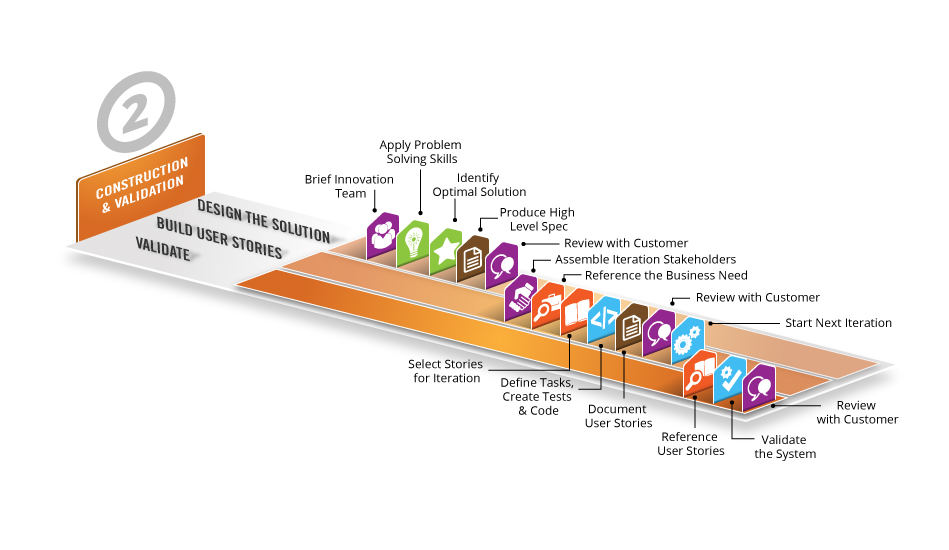 2
CONSTRUCTION
& VALIDATION
DESIGN THE SOLUTION
BUILD USER STORIES
VALIDATE
Brief Innovation
Team
Apply Problem
Solving Skills
Identify
Optimal Solution
Produce High
Level Spec
Review with Customer
Assemble Iteration Stakeholders
Reference the Business Need
Select Stories
for Iteration
Define Tasks,
Create Tests
& Code
Document
User Stories
Review with Customer
Start Next Iteration
Reference
User Stories
Validate
the System
Review
with Customer